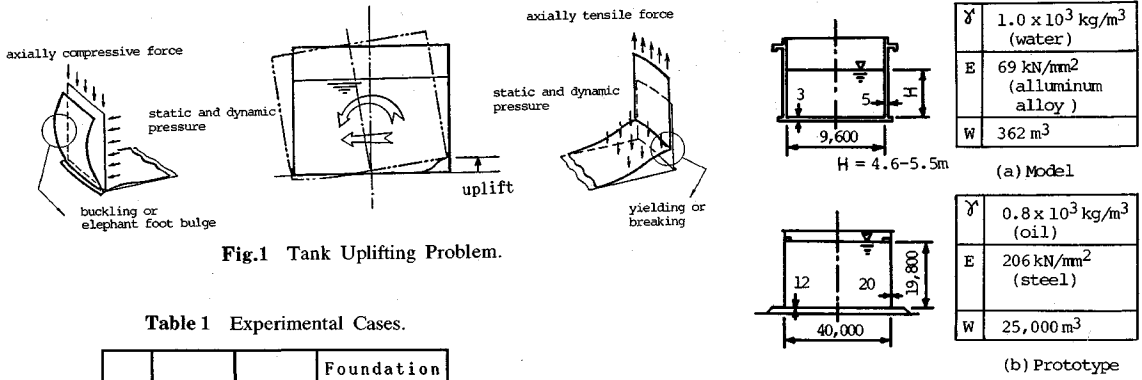 axially compressive force
static and dynamic
pressure
buckling or
elephant foot bulge
uplift
axially tensile force
static and dynamic
pressure
yielding or
breaking
Fig.1 Tank Uplifting Problem.
Table 1 Experimental Cases.
Foundation
3
5
H
9,600
H = 4.6-5.5m
γ 1.0 x 10³ kg/m³
(water)
E 69 kN/mm²
(alluminum
alloy )
W 362 m³
(a) Model
12
20
19,800
40,000
γ 0.8 x 10³ kg/m³
(oil)
E 206 kN/mm²
(steel)
W 25,000 m³
(b) Prototype